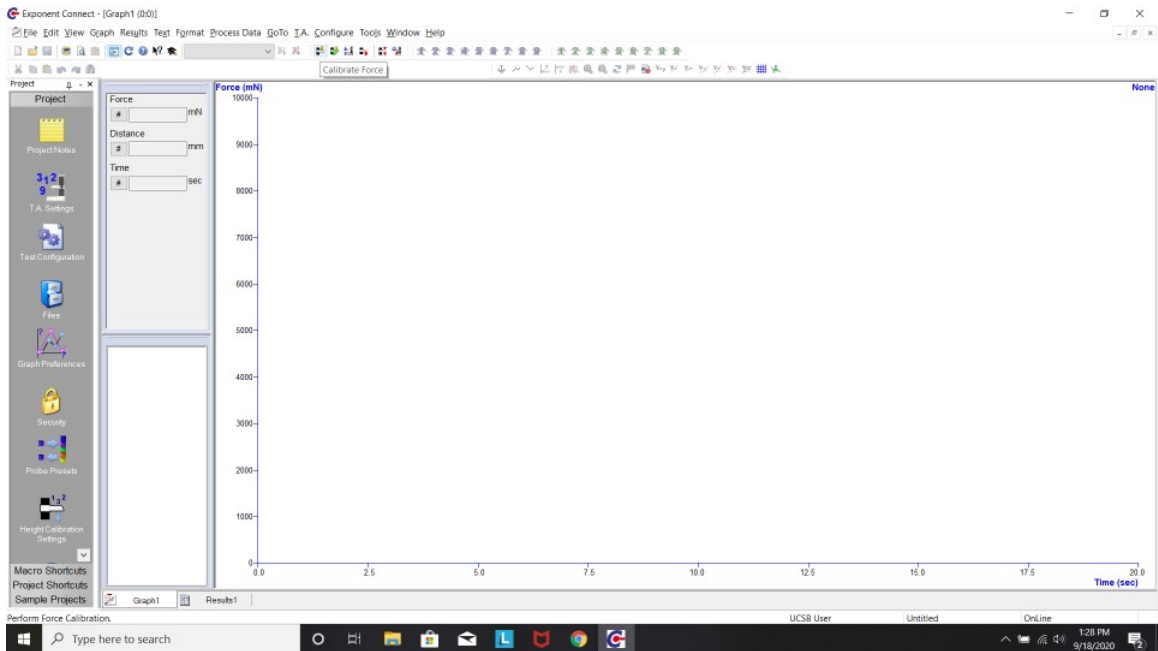 Exponent Connect - [Graph1 (0:0)]
File Edit View Graph Results Text Format Process Data GoTo T.A. Configure Tools Window Help
Calibrate Force
Project
Project
Project Notes
T.A. Settings
Test Configuration
Files
Graph Preferences
Security
Probe Presets
Height Calibration
Settings
Macro Shortcuts
Project Shortcuts
Sample Projects
Force
# mN
Distance
# mm
Time
# sec
Force (mN)
None
10000
9000
8000
7000
6000
5000
4000
3000
2000
1000
0
0.0 2.5 5.0 7.5 10.0 12.5 15.0 17.5 20.0
Time (sec)
Graph1 Results1
Perform Force Calibration. UCSB User Untitled OnLine
Type here to search
1:28 PM
9/18/2020
2